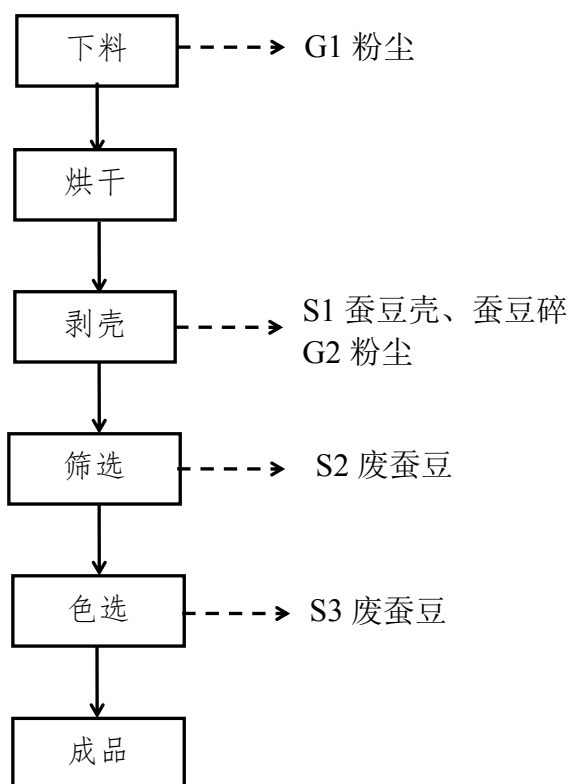 下料
G1 粉尘
烘干
剥壳
S1 蚕豆壳、蚕豆碎
G2 粉尘
筛选
S2 废蚕豆
色选
S3 废蚕豆
成品